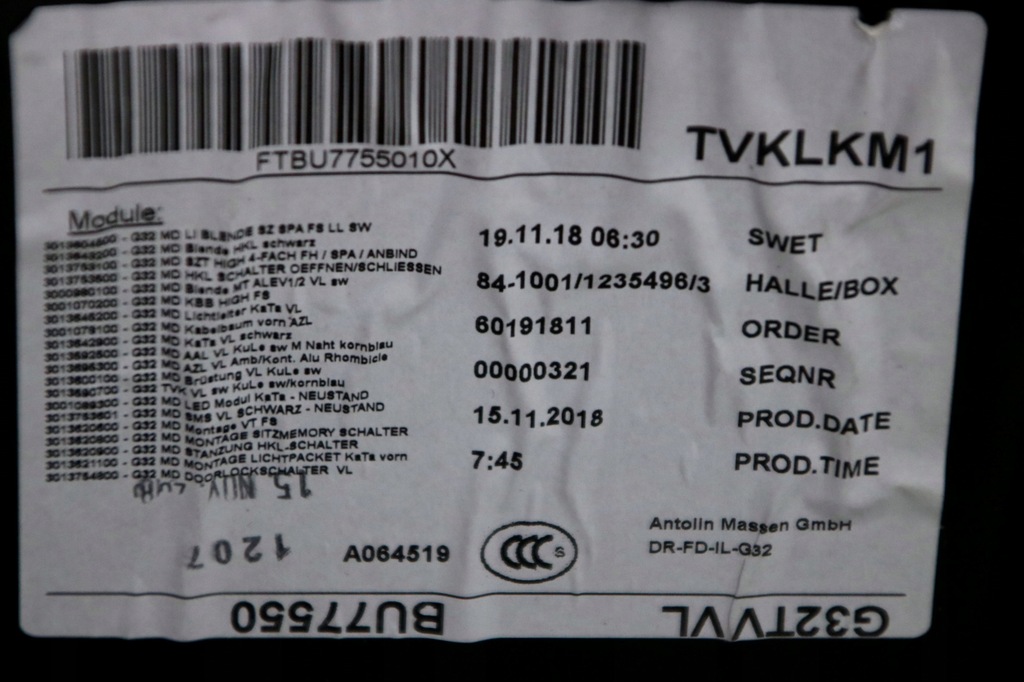 FTBU7755010X
TVKLKM1
Module:
- G32 MD LI BLENDE SZ SPA FS LL SW
- G32 MD Blende HKL schwarz
- G32 MD SZT HIGH 4-FACH FH / SPA / ANBIND
- G32 MD HKL SCHALTER OEFFNEN/SCHLIESSEN
- G32 MD Blende MT ALEV1/2 VL sw
3001070200 - G32 MD KBB HIGH FS
- G32 MD Lichtleiter KaTa VL
- G32 MD Kabelbaum vorn AZL
- G32 MD KaTa VL schwarz
- G32 MD AAL VL KuLe sw M Naht kornblau
- G32 MD AZL VL Amb/Kont. Alu Rhombicle
- G32 MD Brüstung VL KuLe sw
- G32 TVK VL sw KuLe sw/kornblau
- G32 MD LED Modul KaTa - NEUSTAND
- G32 MD SMS VL SCHWARZ - NEUSTAND
- G32 MD Montage VT FS
- G32 MD MONTAGE SITZMEMORY SCHALTER
3013620900 - G32 MD STANZUNG HKL-SCHALTER
3013621100 - G32 MD MONTAGE LICHTPACKET KaTa vorn
3013754800 - G32 MD DOORLOCKSCHALTER VL
19.11.18 06:30 SWET
84-1001/1235496/3 HALLE/BOX
60191811 ORDER
00000321 SEQNR
15.11.2018 PROD.DATE
7:45 PROD.TIME
15 NOV 2018
1207
A064519
CCC S
Antolin Massen GmbH
DR-FD-IL-G32
BU77550
G32TVVL